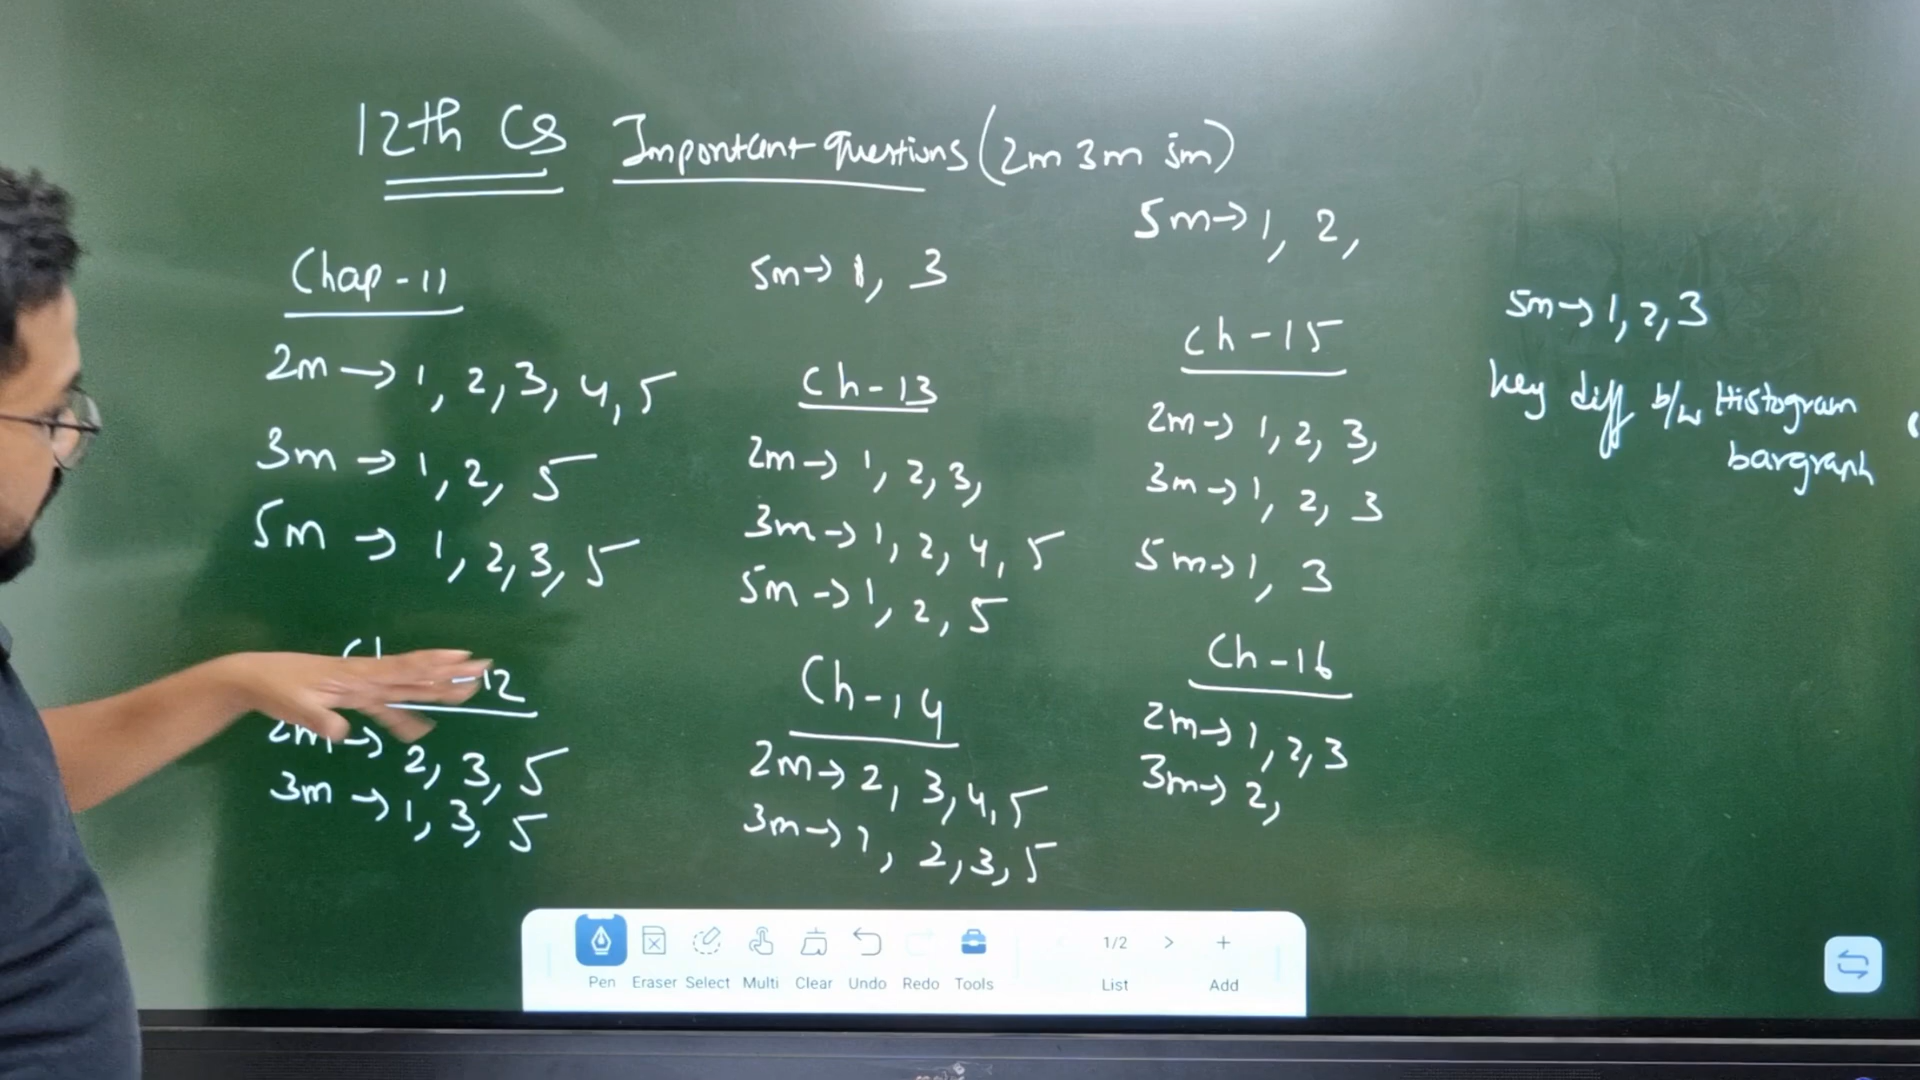 12th CS Important questions (2m 3m 5m)
Chap - 11
2m → 1, 2, 3, 4, 5
3m → 1, 2, 5
5m → 1, 2, 3, 5
-12
2m → 2, 3, 5
3m → 1, 3, 5
5m → 1, 3
Ch - 13
2m → 1, 2, 3,
3m → 1, 2, 4, 5
5m → 1, 2, 5
Ch - 14
2m → 2, 3, 4, 5
3m → 1, 2, 3, 5
5m → 1, 2,
Ch - 15
2m → 1, 2, 3,
3m → 1, 2, 3
5m → 1, 3
Ch - 16
2m → 1, 2, 3
3m → 2,
5m → 1, 2, 3
key diff b/w Histogram
bargraph
1/2
Pen Eraser Select Multi Clear Undo Redo Tools List Add